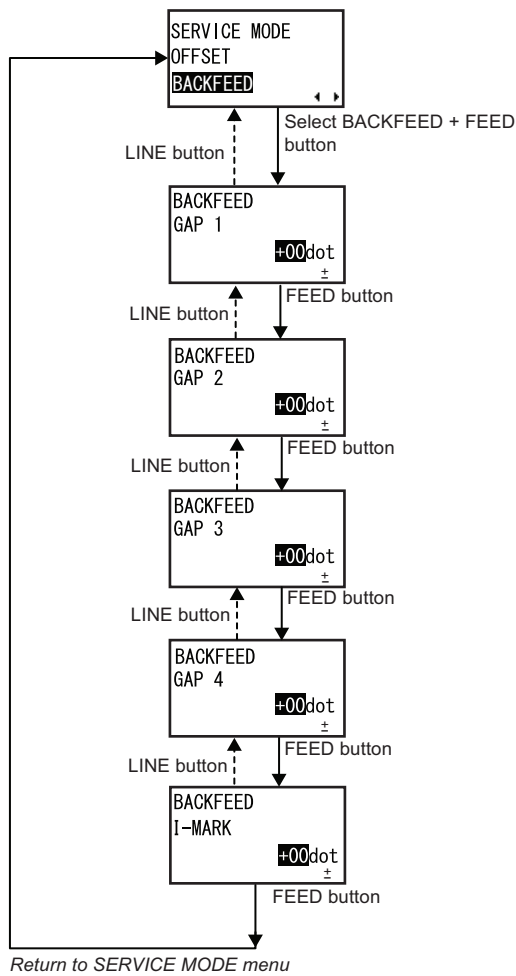 SERVICE MODE
OFFSET
BACKFEED
Select BACKFEED + FEED
button
LINE button
BACKFEED
GAP 1
+00dot
±
FEED button
LINE button
BACKFEED
GAP 2
+00dot
±
FEED button
LINE button
BACKFEED
GAP 3
+00dot
±
FEED button
LINE button
BACKFEED
GAP 4
+00dot
±
FEED button
LINE button
BACKFEED
I-MARK
+00dot
±
FEED button
Return to SERVICE MODE menu